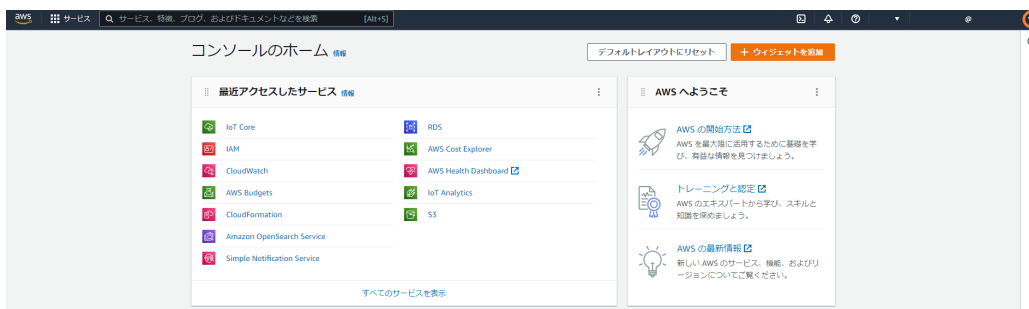 aws サービス サービス、特徴、ブログ、およびドキュメントなどを検索 [Alt+S] @
コンソールのホーム 情報
デフォルトレイアウトにリセット
+ ウィジェットを追加
最近アクセスしたサービス 情報
IoT Core
IAM
CloudWatch
AWS Budgets
CloudFormation
Amazon OpenSearch Service
Simple Notification Service
RDS
AWS Cost Explorer
AWS Health Dashboard
IoT Analytics
S3
すべてのサービスを表示
AWS へようこそ
AWS の開始方法
AWS を最大限に活用するために基礎を学
び、有益な情報を見つけましょう。
トレーニングと認定
AWS のエキスパートから学び、スキルと
知識を深めましょう。
AWS の最新情報
新しい AWS のサービス、機能、およびリ
ージョンについてご覧ください。